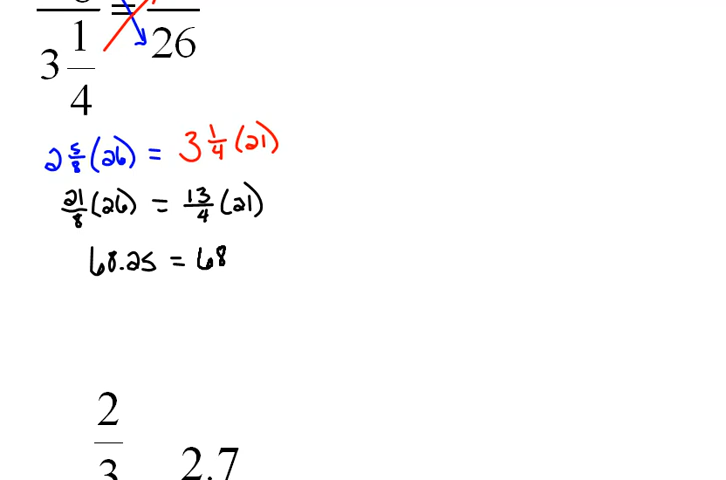 =
3 1/4 26
2 5/8 (26) = 3 1/4 (21)
21/8 (26) = 13/4 (21)
68.25 = 68
2/3 2.7